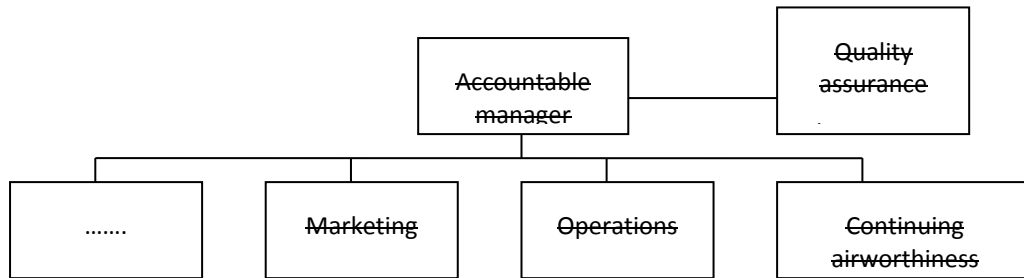 Quality
assurance
Accountable
manager
.......
Marketing
Operations
Continuing
airworthiness